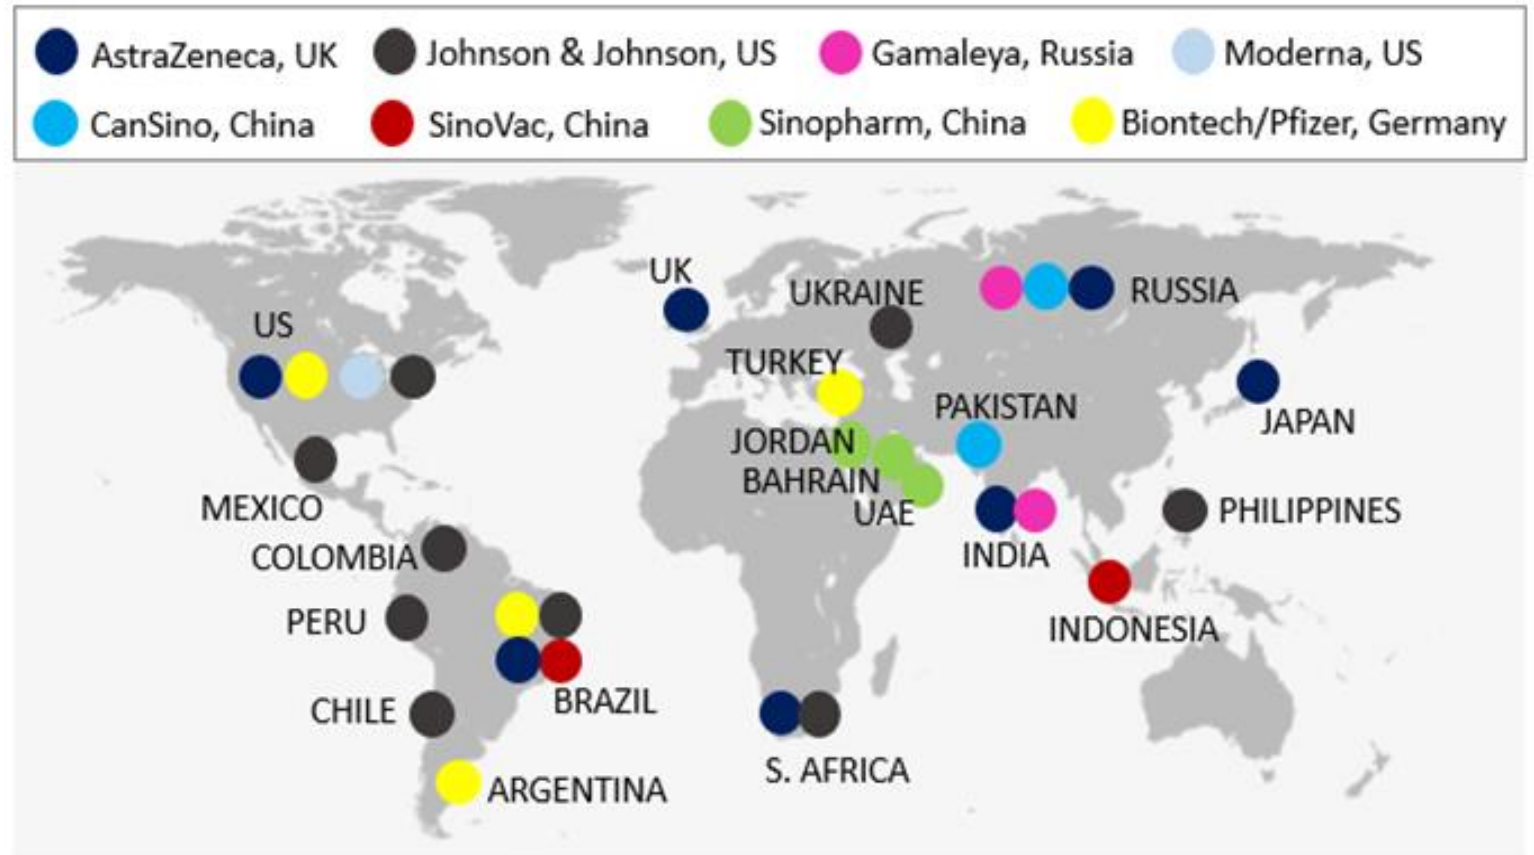 AstraZeneca, UK Johnson & Johnson, US Gamaleya, Russia Moderna, US
CanSino, China SinoVac, China Sinopharm, China Biontech/Pfizer, Germany
UK
UKRAINE
RUSSIA
US
TURKEY
PAKISTAN
JAPAN
JORDAN
BAHRAIN
UAE
MEXICO
PHILIPPINES
COLOMBIA
INDIA
PERU
INDONESIA
BRAZIL
CHILE
S. AFRICA
ARGENTINA